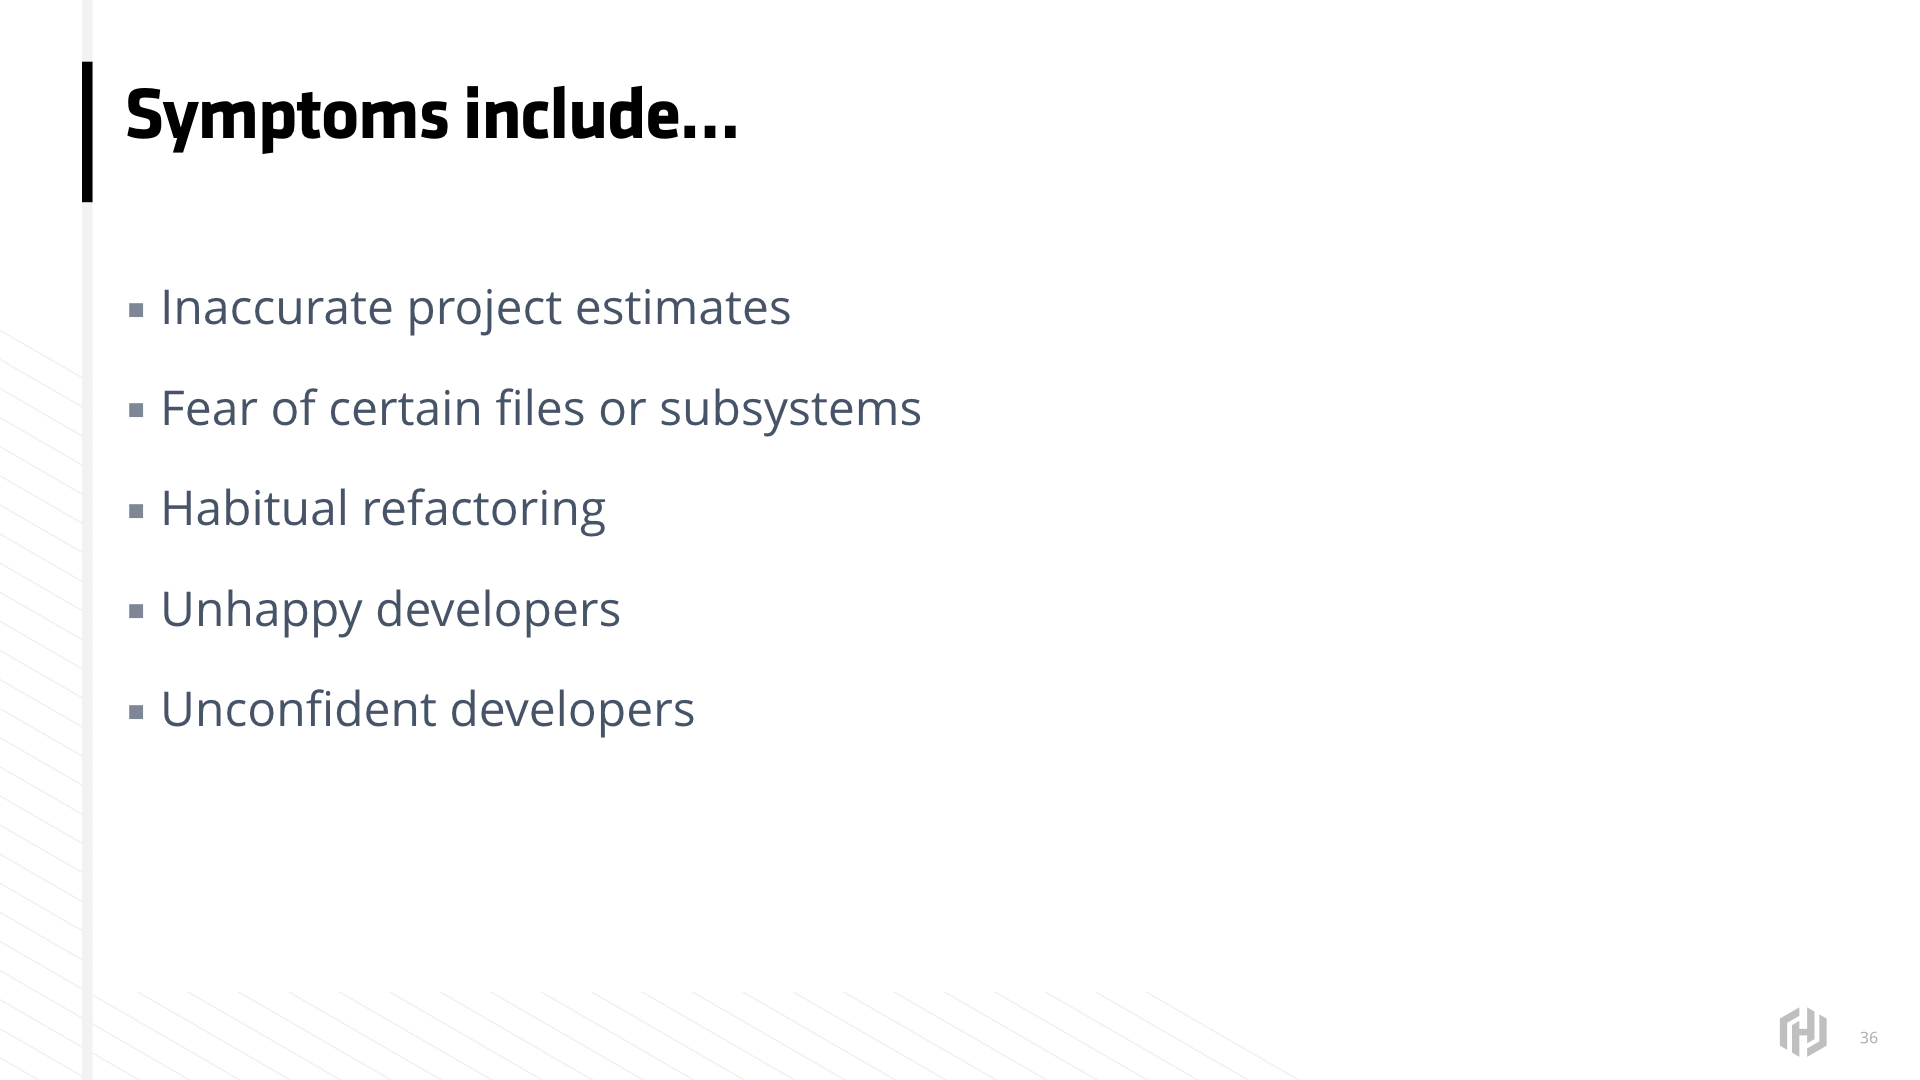 Symptoms include...
▪ Inaccurate project estimates
▪ Fear of certain files or subsystems
▪ Habitual refactoring
▪ Unhappy developers
▪ Unconfident developers
36